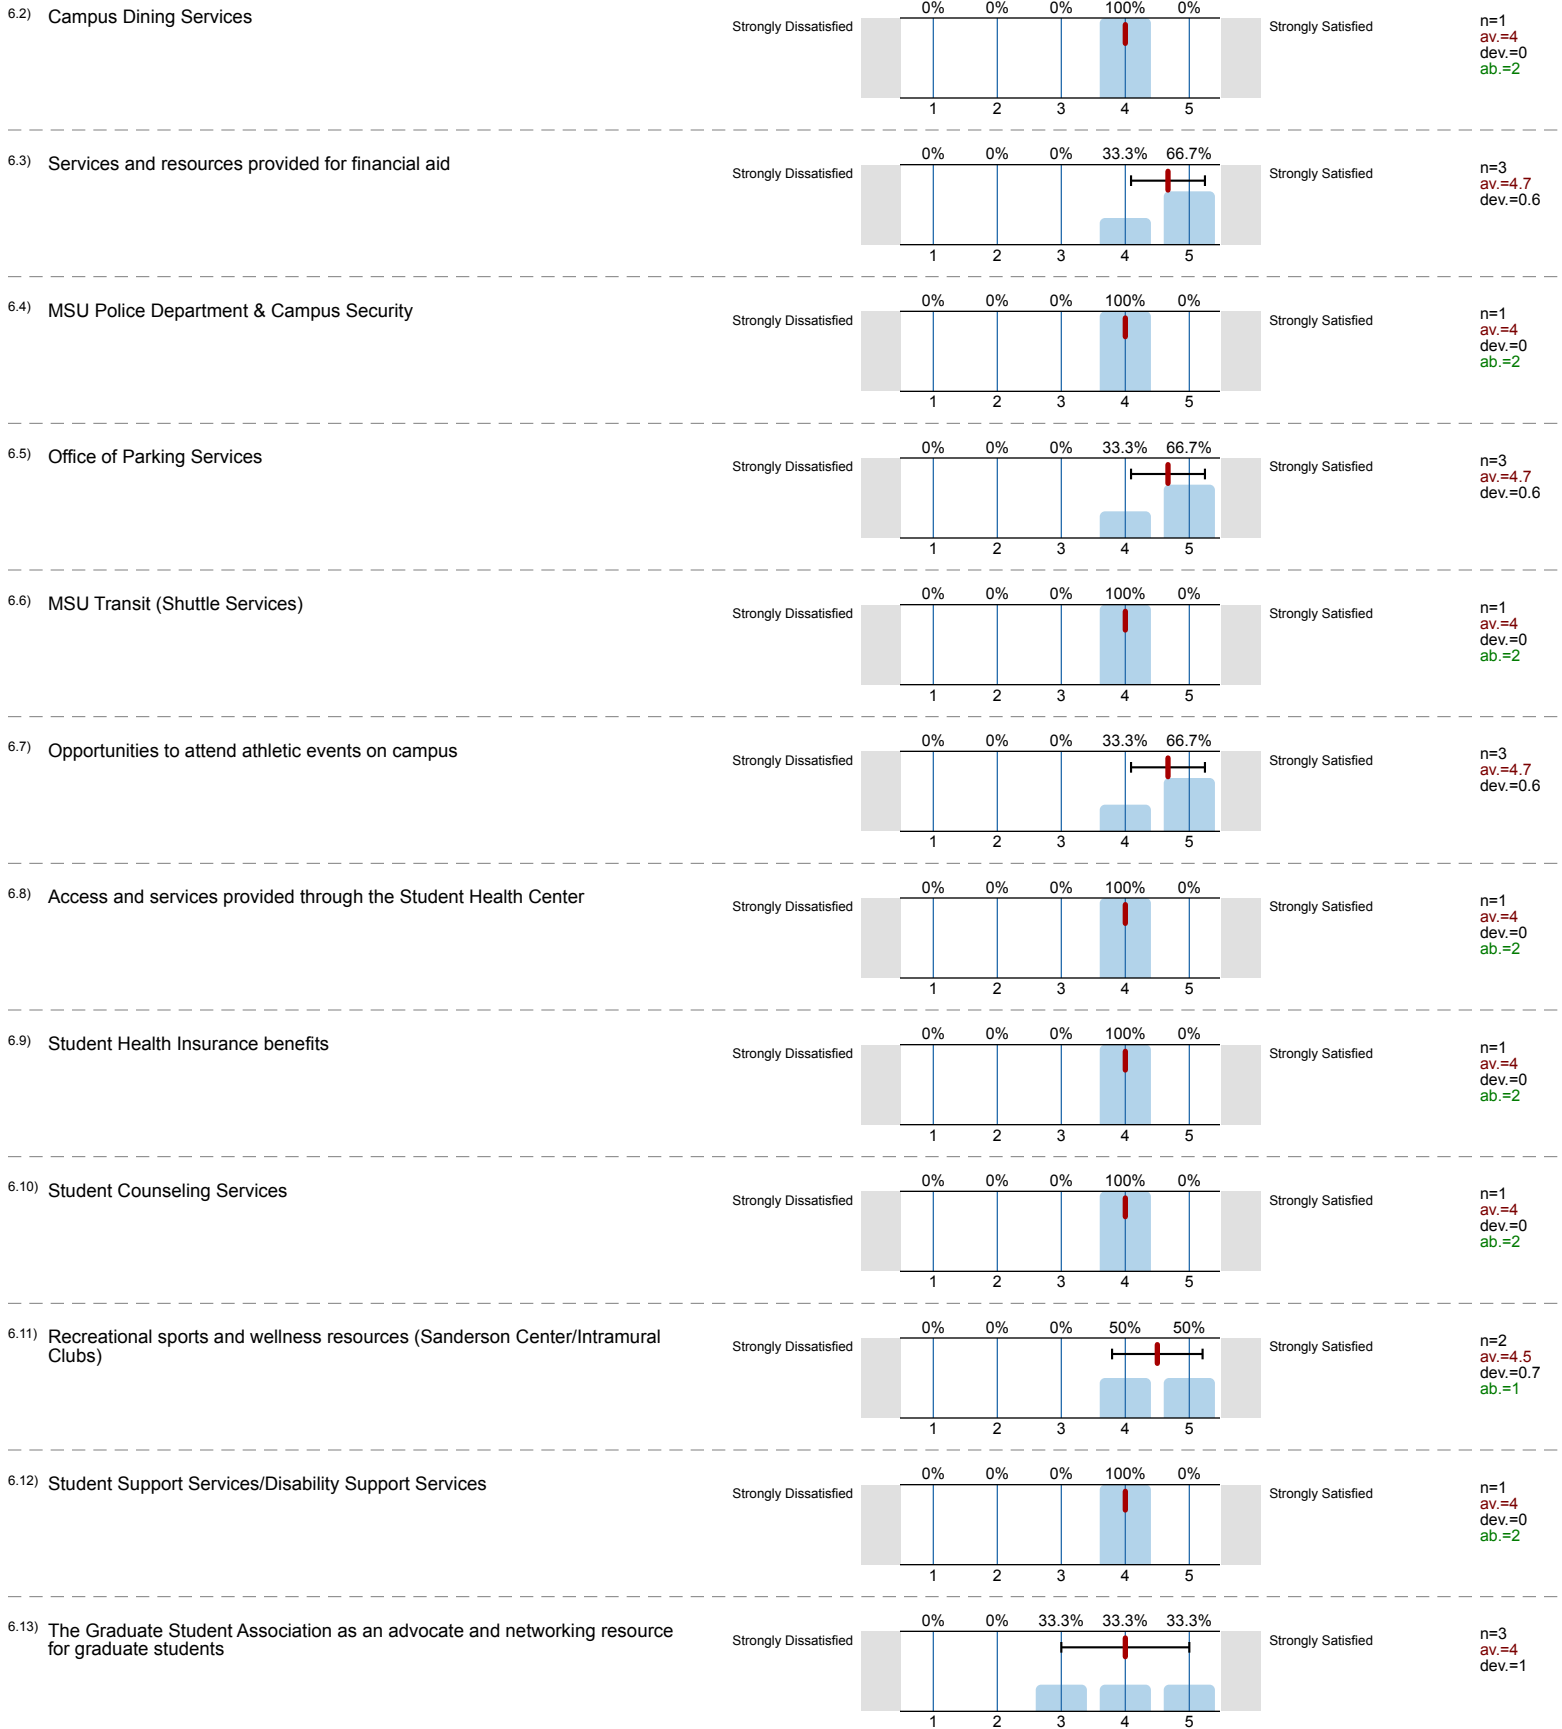 6.2) Campus Dining Services
Strongly Dissatisfied
0% 0% 0% 100% 0%
1 2 3 4 5
Strongly Satisfied
n=1
av.=4
dev.=0
ab.=2
6.3) Services and resources provided for financial aid
Strongly Dissatisfied
0% 0% 0% 33.3% 66.7%
1 2 3 4 5
Strongly Satisfied
n=3
av.=4.7
dev.=0.6
6.4) MSU Police Department & Campus Security
Strongly Dissatisfied
0% 0% 0% 100% 0%
1 2 3 4 5
Strongly Satisfied
n=1
av.=4
dev.=0
ab.=2
6.5) Office of Parking Services
Strongly Dissatisfied
0% 0% 0% 33.3% 66.7%
1 2 3 4 5
Strongly Satisfied
n=3
av.=4.7
dev.=0.6
6.6) MSU Transit (Shuttle Services)
Strongly Dissatisfied
0% 0% 0% 100% 0%
1 2 3 4 5
Strongly Satisfied
n=1
av.=4
dev.=0
ab.=2
6.7) Opportunities to attend athletic events on campus
Strongly Dissatisfied
0% 0% 0% 33.3% 66.7%
1 2 3 4 5
Strongly Satisfied
n=3
av.=4.7
dev.=0.6
6.8) Access and services provided through the Student Health Center
Strongly Dissatisfied
0% 0% 0% 100% 0%
1 2 3 4 5
Strongly Satisfied
n=1
av.=4
dev.=0
ab.=2
6.9) Student Health Insurance benefits
Strongly Dissatisfied
0% 0% 0% 100% 0%
1 2 3 4 5
Strongly Satisfied
n=1
av.=4
dev.=0
ab.=2
6.10) Student Counseling Services
Strongly Dissatisfied
0% 0% 0% 100% 0%
1 2 3 4 5
Strongly Satisfied
n=1
av.=4
dev.=0
ab.=2
6.11) Recreational sports and wellness resources (Sanderson Center/Intramural
Clubs)
Strongly Dissatisfied
0% 0% 0% 50% 50%
1 2 3 4 5
Strongly Satisfied
n=2
av.=4.5
dev.=0.7
ab.=1
6.12) Student Support Services/Disability Support Services
Strongly Dissatisfied
0% 0% 0% 100% 0%
1 2 3 4 5
Strongly Satisfied
n=1
av.=4
dev.=0
ab.=2
6.13) The Graduate Student Association as an advocate and networking resource
for graduate students
Strongly Dissatisfied
0% 0% 33.3% 33.3% 33.3%
1 2 3 4 5
Strongly Satisfied
n=3
av.=4
dev.=1